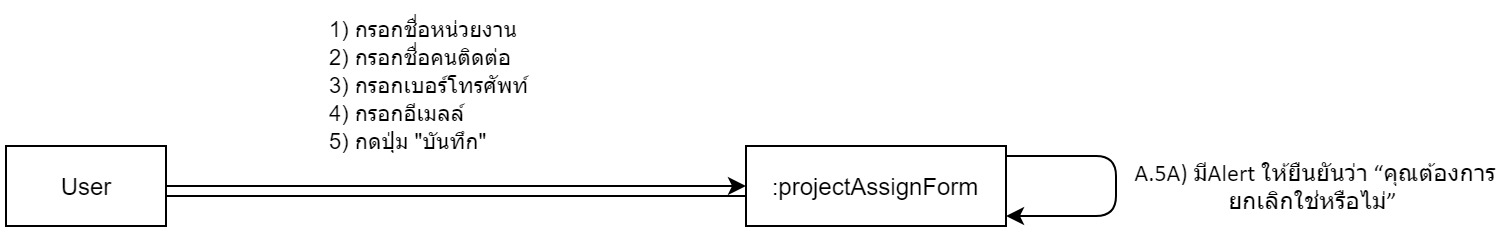 1) กรอกชื่อหน่วยงาน
2) กรอกชื่อคนติดต่อ
3) กรอกเบอร์โทรศัพท์
4) กรอกอีเมลล์
5) กดปุ่ม "บันทึก"
User
:projectAssignForm
A.5A) มีAlert ให้ยืนยันว่า “คุณต้องการ
ยกเลิกใช่หรือไม่”